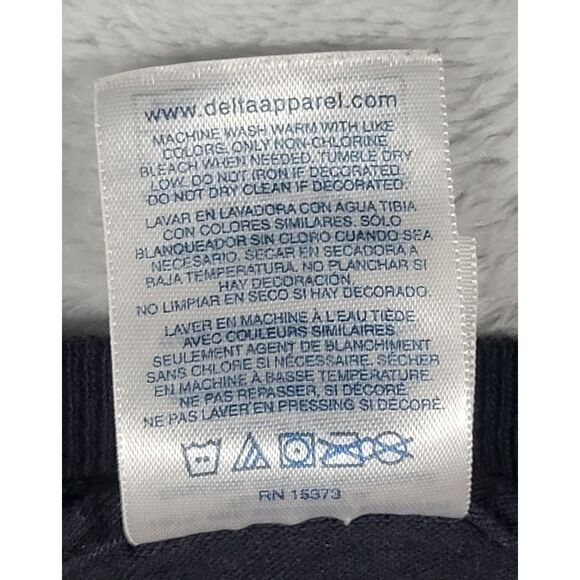 www.deltaapparel.com
MACHINE WASH WARM WITH LIKE
COLORS. ONLY NON-CHLORINE
BLEACH WHEN NEEDED. TUMBLE DRY
LOW. DO NOT IRON IF DECORATED.
DO NOT DRY CLEAN IF DECORATED.
LAVAR EN LAVADORA CON AGUA TIBIA
CON COLORES SIMILARES. SÓLO
BLANQUEADOR SIN CLORO CUANDO SEA
NECESARIO. SECAR EN SECADORA A
BAJA TEMPERATURA. NO PLANCHAR SI
HAY DECORACIÓN.
NO LIMPIAR EN SECO SI HAY DECORADO.
LAVER EN MACHINE À L'EAU TIÈDE
AVEC COULEURS SIMILAIRES.
SEULEMENT AGENT DE BLANCHIMENT
SANS CHLORE SI NÉCESSAIRE. SÉCHER
EN MACHINE À BASSE TEMPÉRATURE.
NE PAS REPASSER, SI DÉCORÉ.
NE PAS LAVER EN PRESSING SI DÉCORÉ.
RN 15373